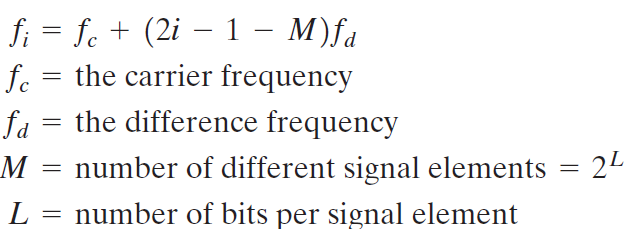 fᵢ = f꜀ + (2i − 1 − M)f_d
f꜀ = the carrier frequency
f_d = the difference frequency
M = number of different signal elements = 2ᴸ
L = number of bits per signal element